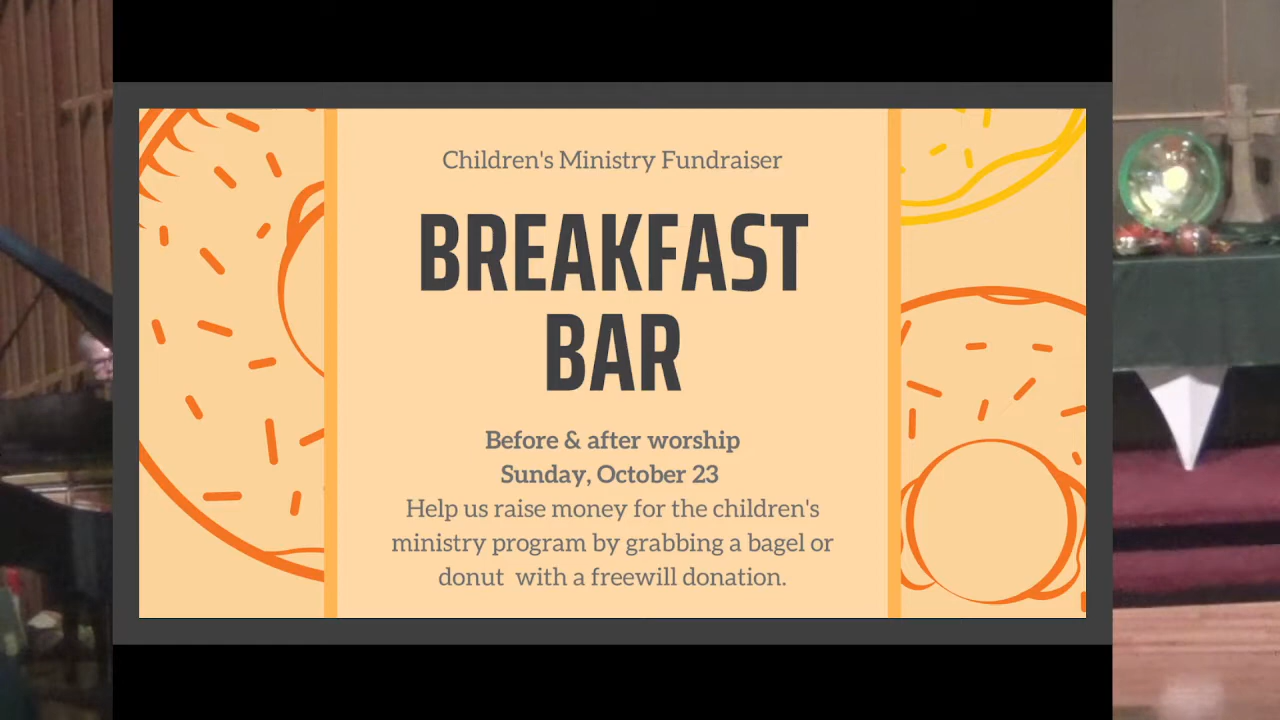 Children's Ministry Fundraiser
BREAKFAST
BAR
Before & after worship
Sunday, October 23
Help us raise money for the children's
ministry program by grabbing a bagel or
donut with a freewill donation.